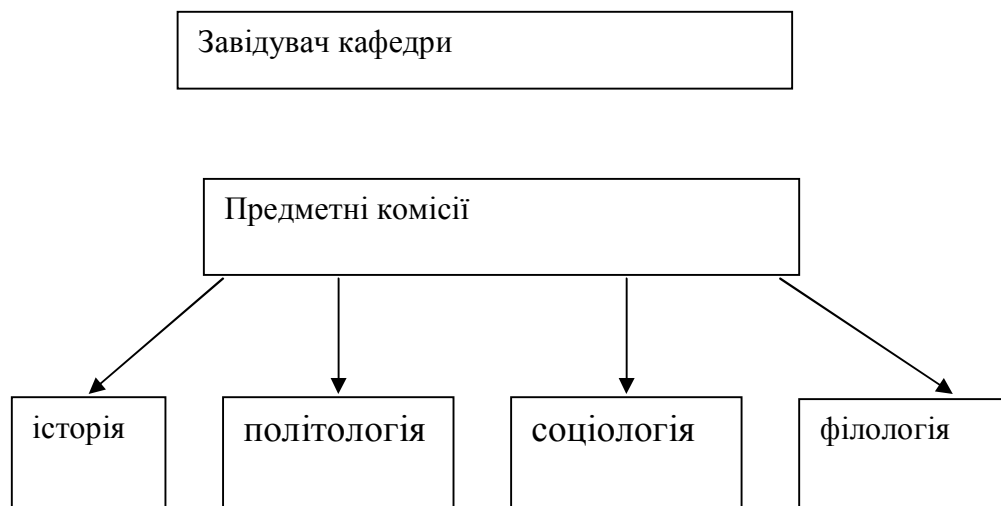 Завідувач кафедри
Предметні комісії
історія
політологія
соціологія
філологія